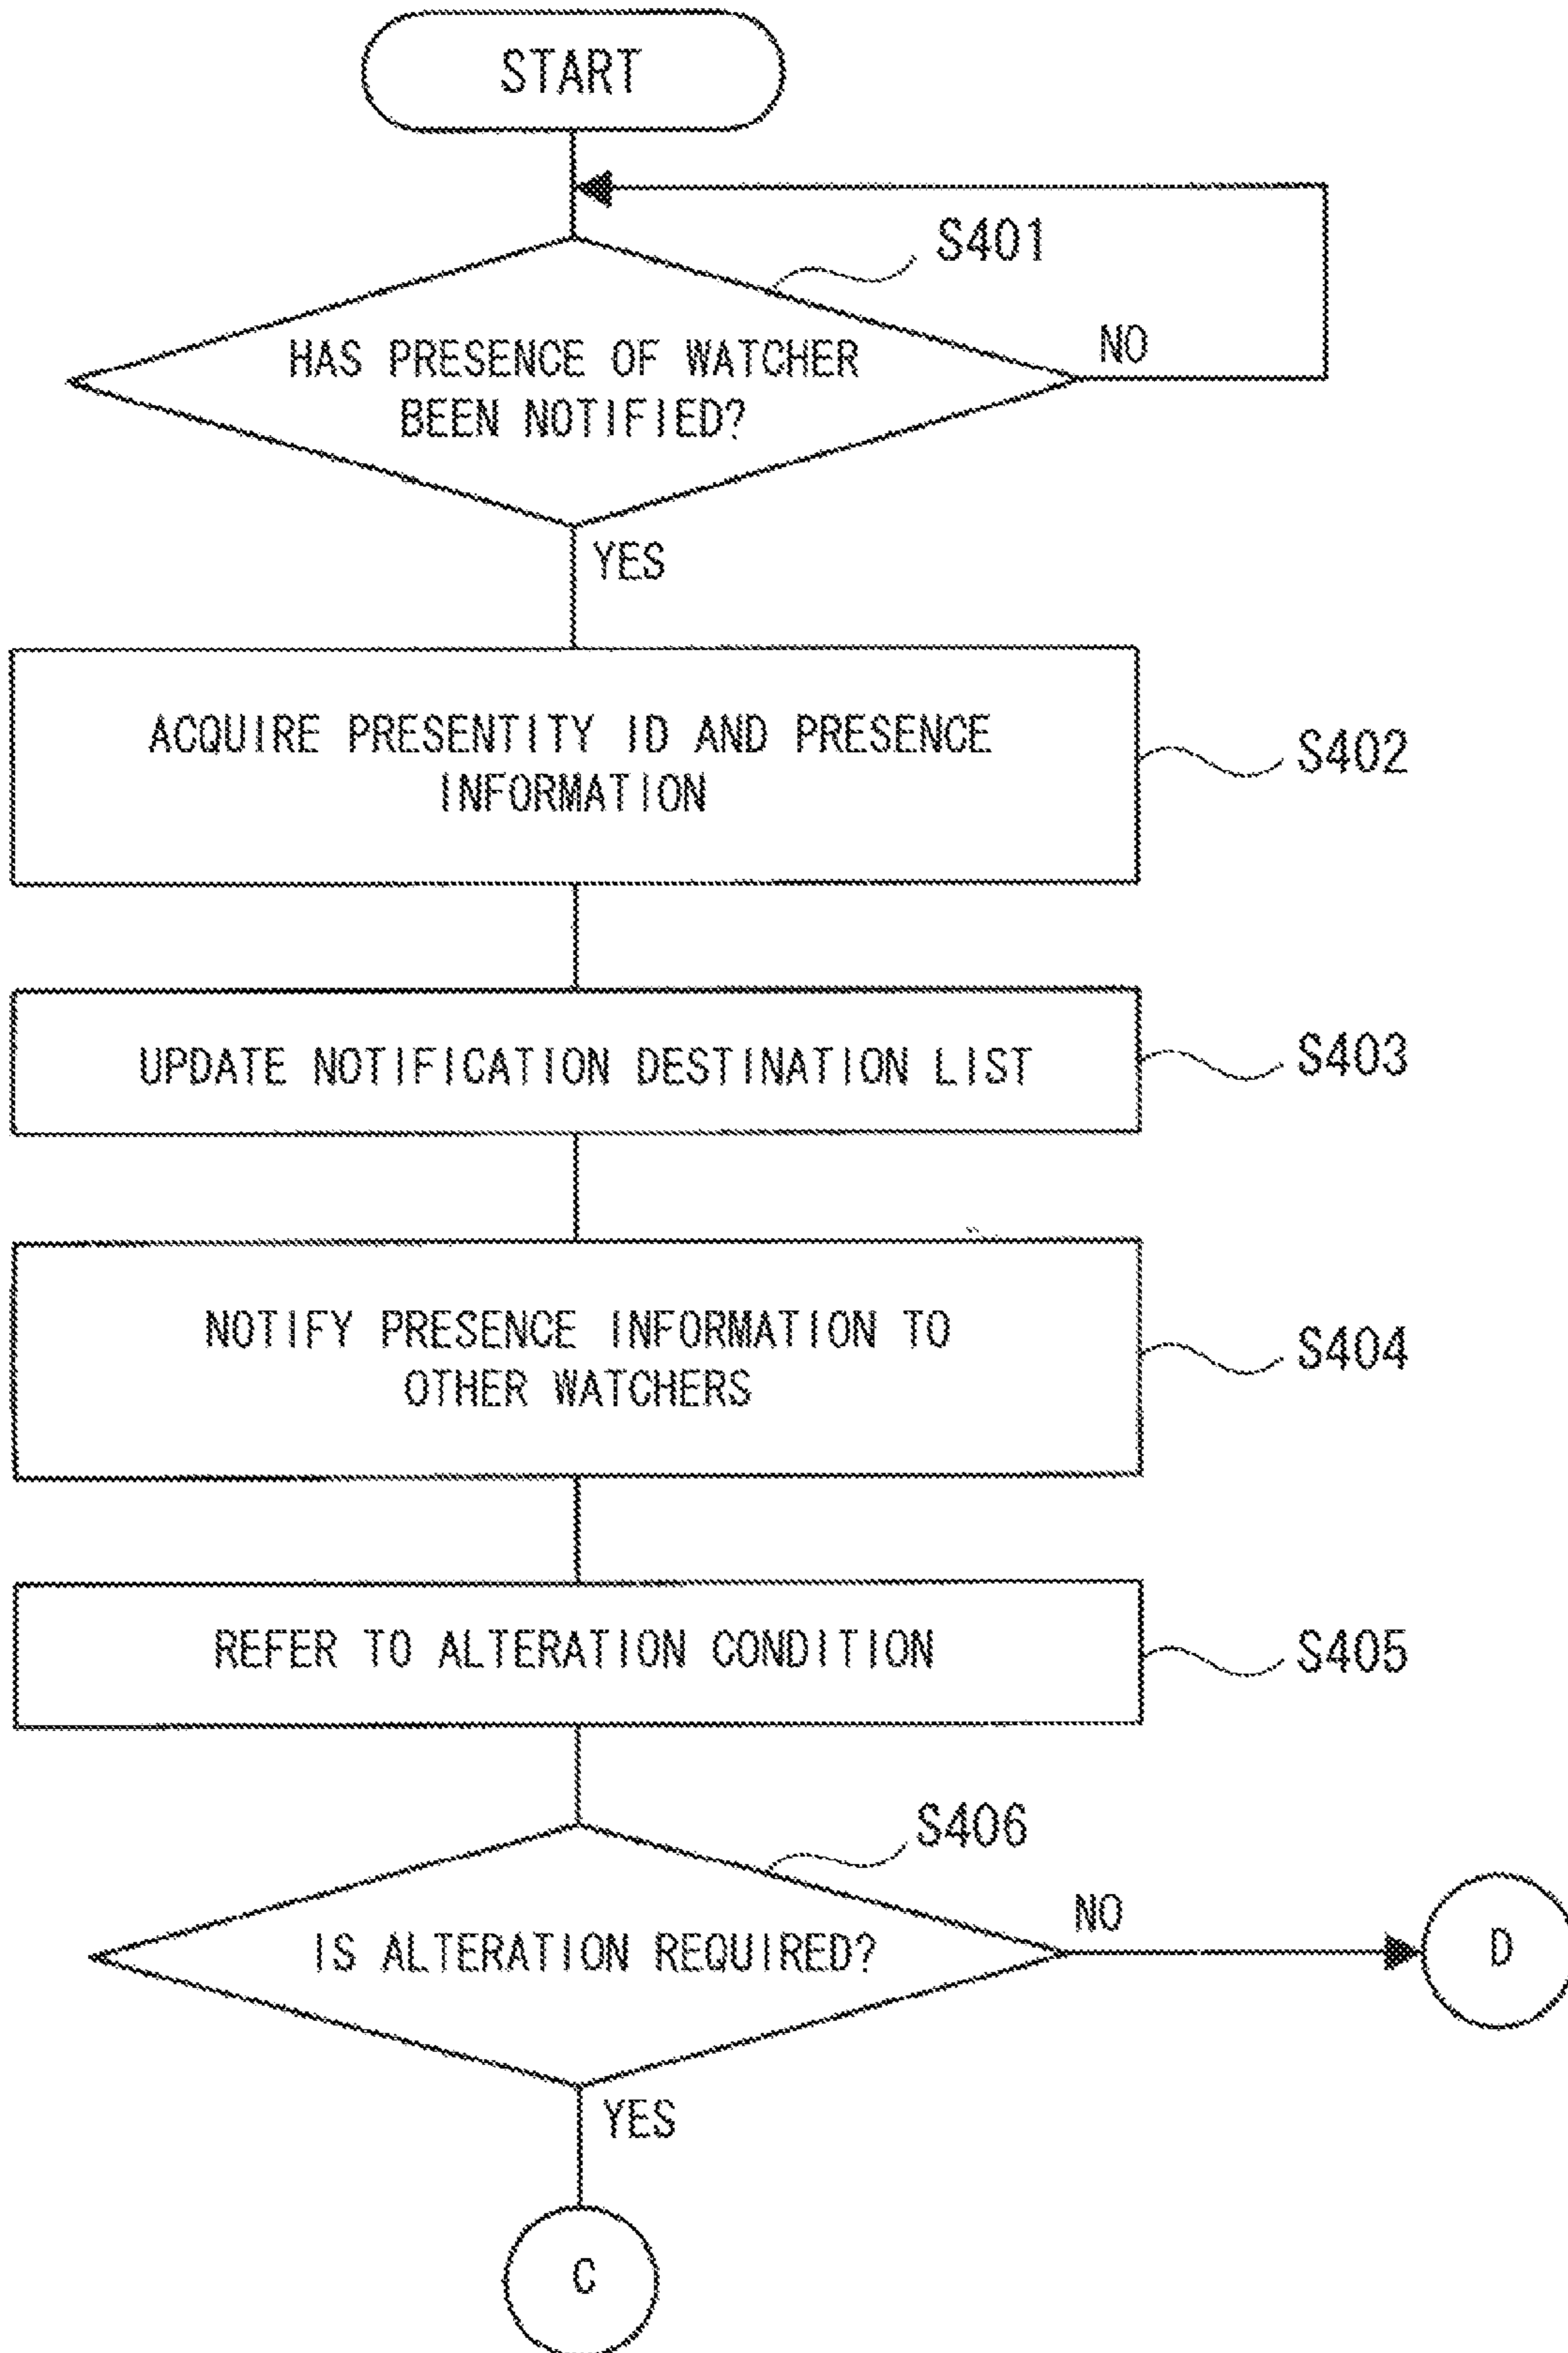 START
S401
HAS PRESENCE OF WATCHER
BEEN NOTIFIED?
NO
YES
ACQUIRE PRESENTITY ID AND PRESENCE
INFORMATION
S402
UPDATE NOTIFICATION DESTINATION LIST
S403
NOTIFY PRESENCE INFORMATION TO
OTHER WATCHERS
S404
REFER TO ALTERATION CONDITION
S405
S406
IS ALTERATION REQUIRED?
NO
D
YES
C